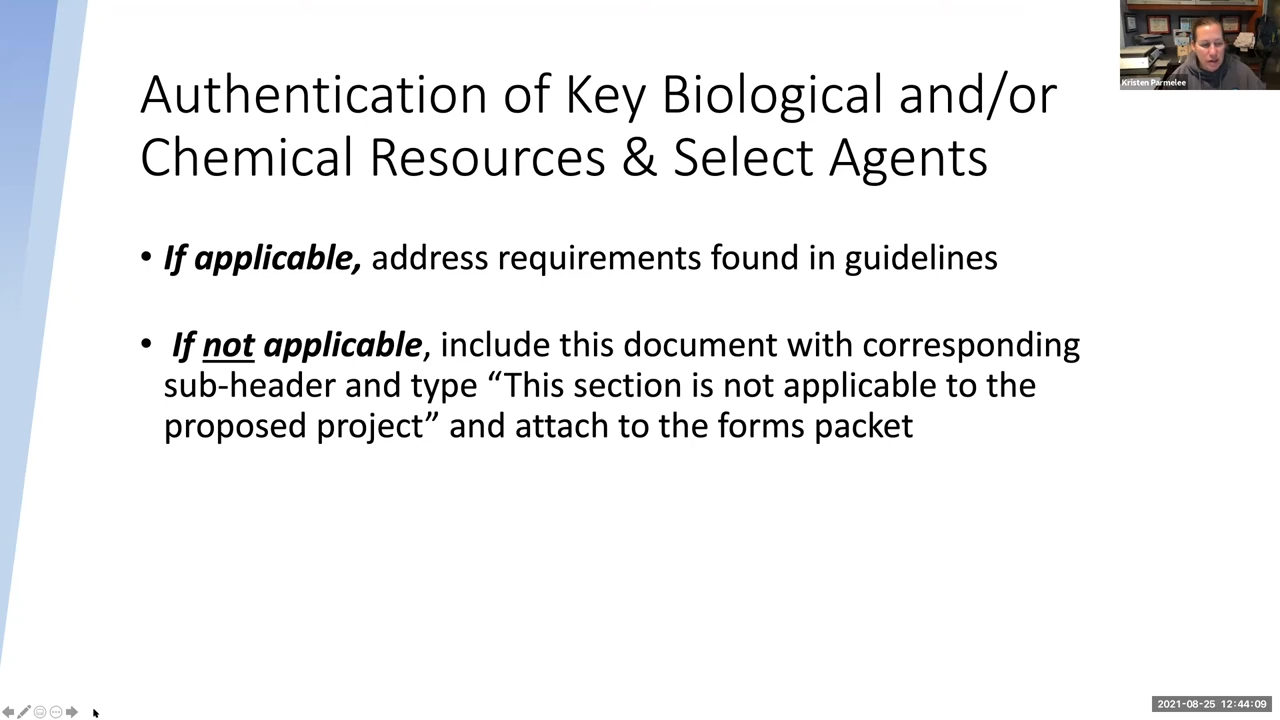 Kristen Parmelee
Authentication of Key Biological and/or
Chemical Resources & Select Agents
• If applicable, address requirements found in guidelines
• If not applicable, include this document with corresponding
sub-header and type “This section is not applicable to the
proposed project” and attach to the forms packet
2021-08-25 12:44:09